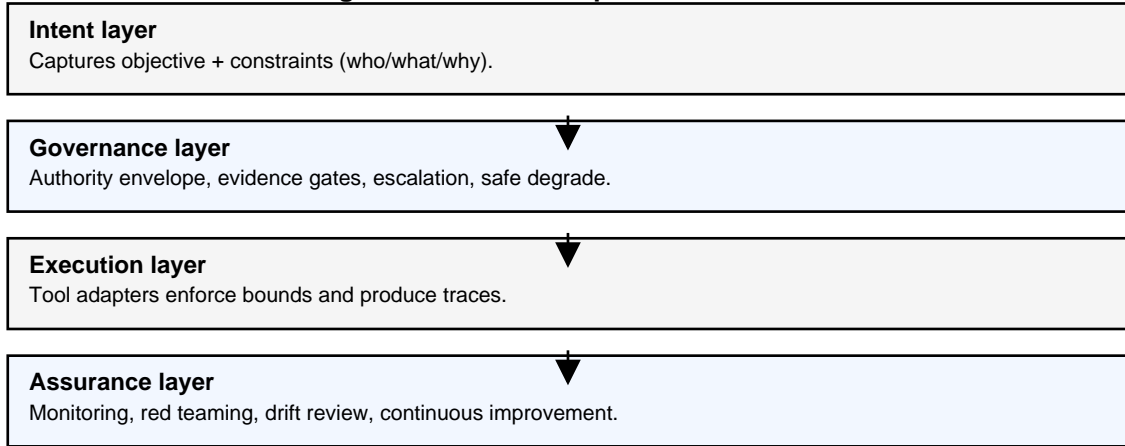 Intent layer
Captures objective + constraints (who/what/why).
Governance layer
Authority envelope, evidence gates, escalation, safe degrade.
Execution layer
Tool adapters enforce bounds and produce traces.
Assurance layer
Monitoring, red teaming, drift review, continuous improvement.